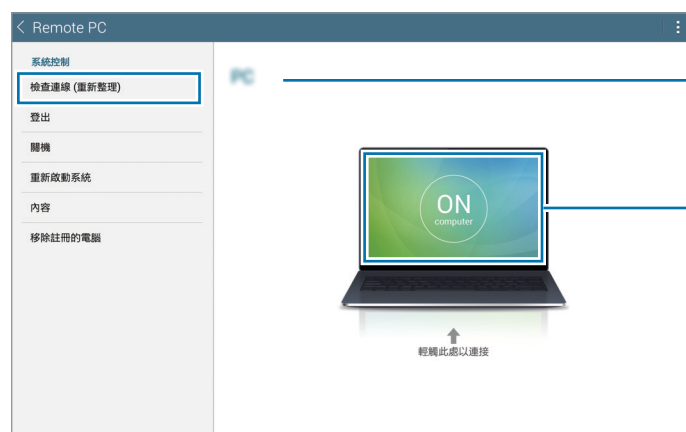 Remote PC
系統控制
檢查連線 (重新整理)
登出
關機
重新啟動系統
內容
移除註冊的電腦
PC
ON
computer
輕觸此處以連接